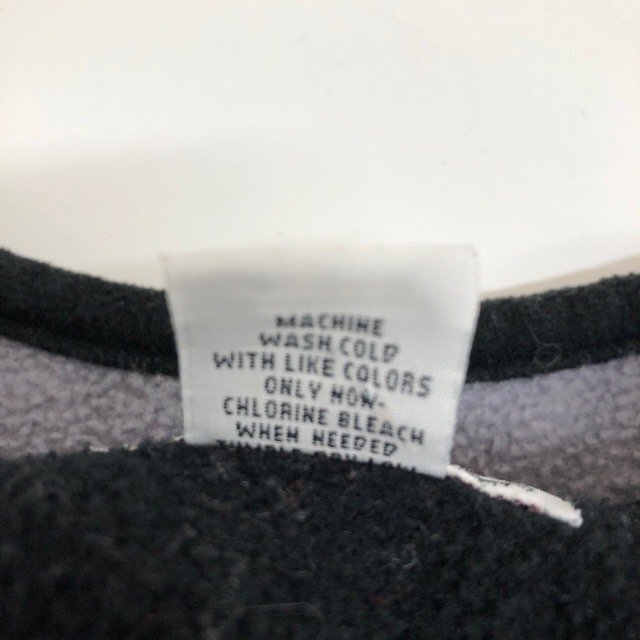 MACHINE
WASH COLD
WITH LIKE COLORS
ONLY NON
CHLORINE BLEACH
WHEN NEEDED